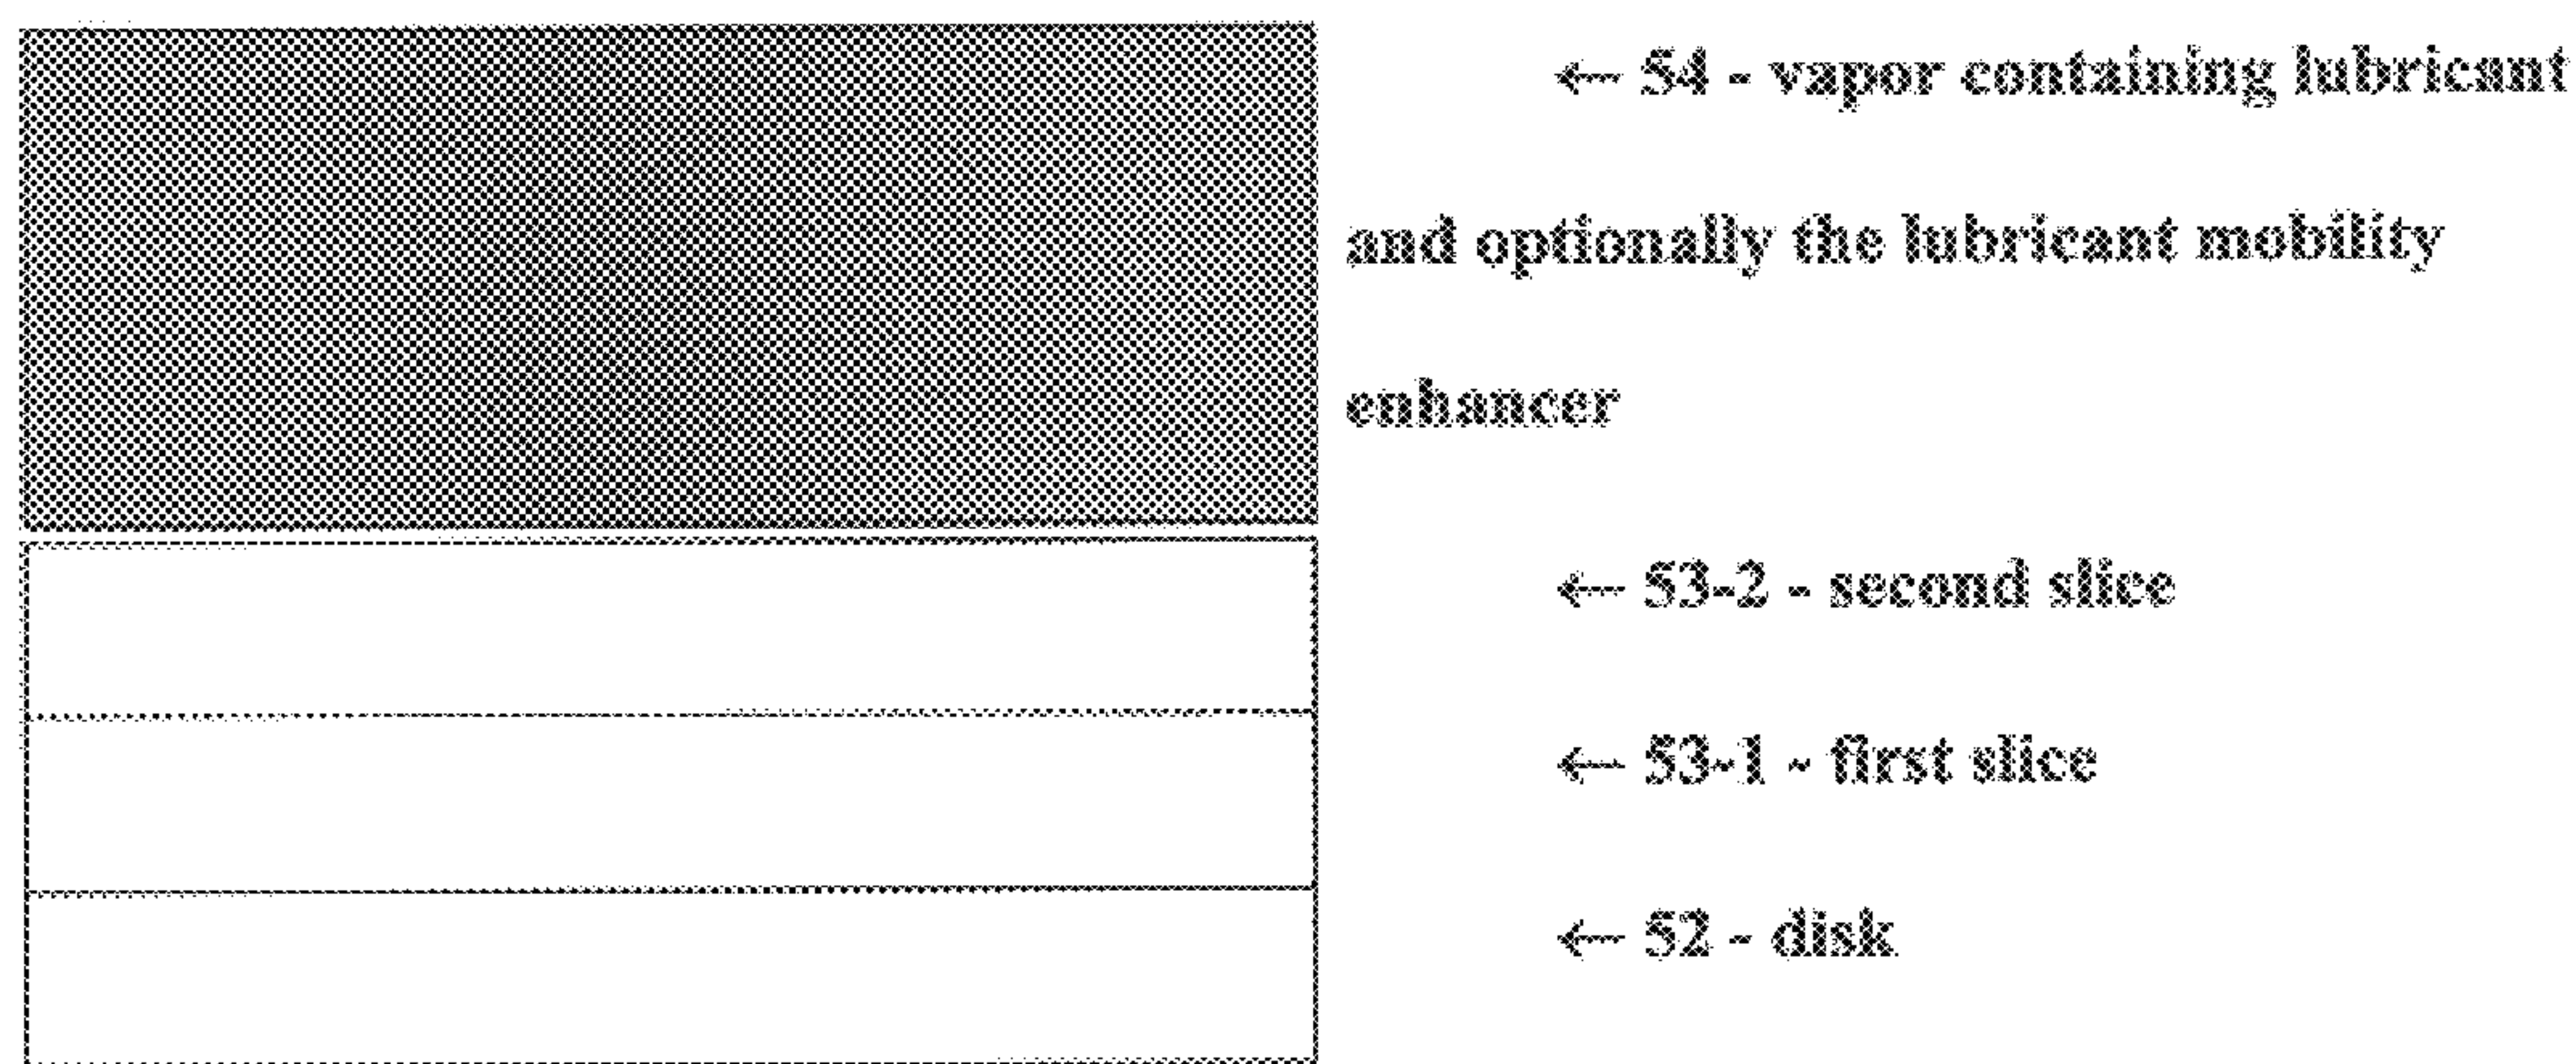 ← 54 - vapor containing lubricant
and optionally the lubricant mobility
enhancer
← 53-2 - second slice
← 53-1 - first slice
← 52 - disk